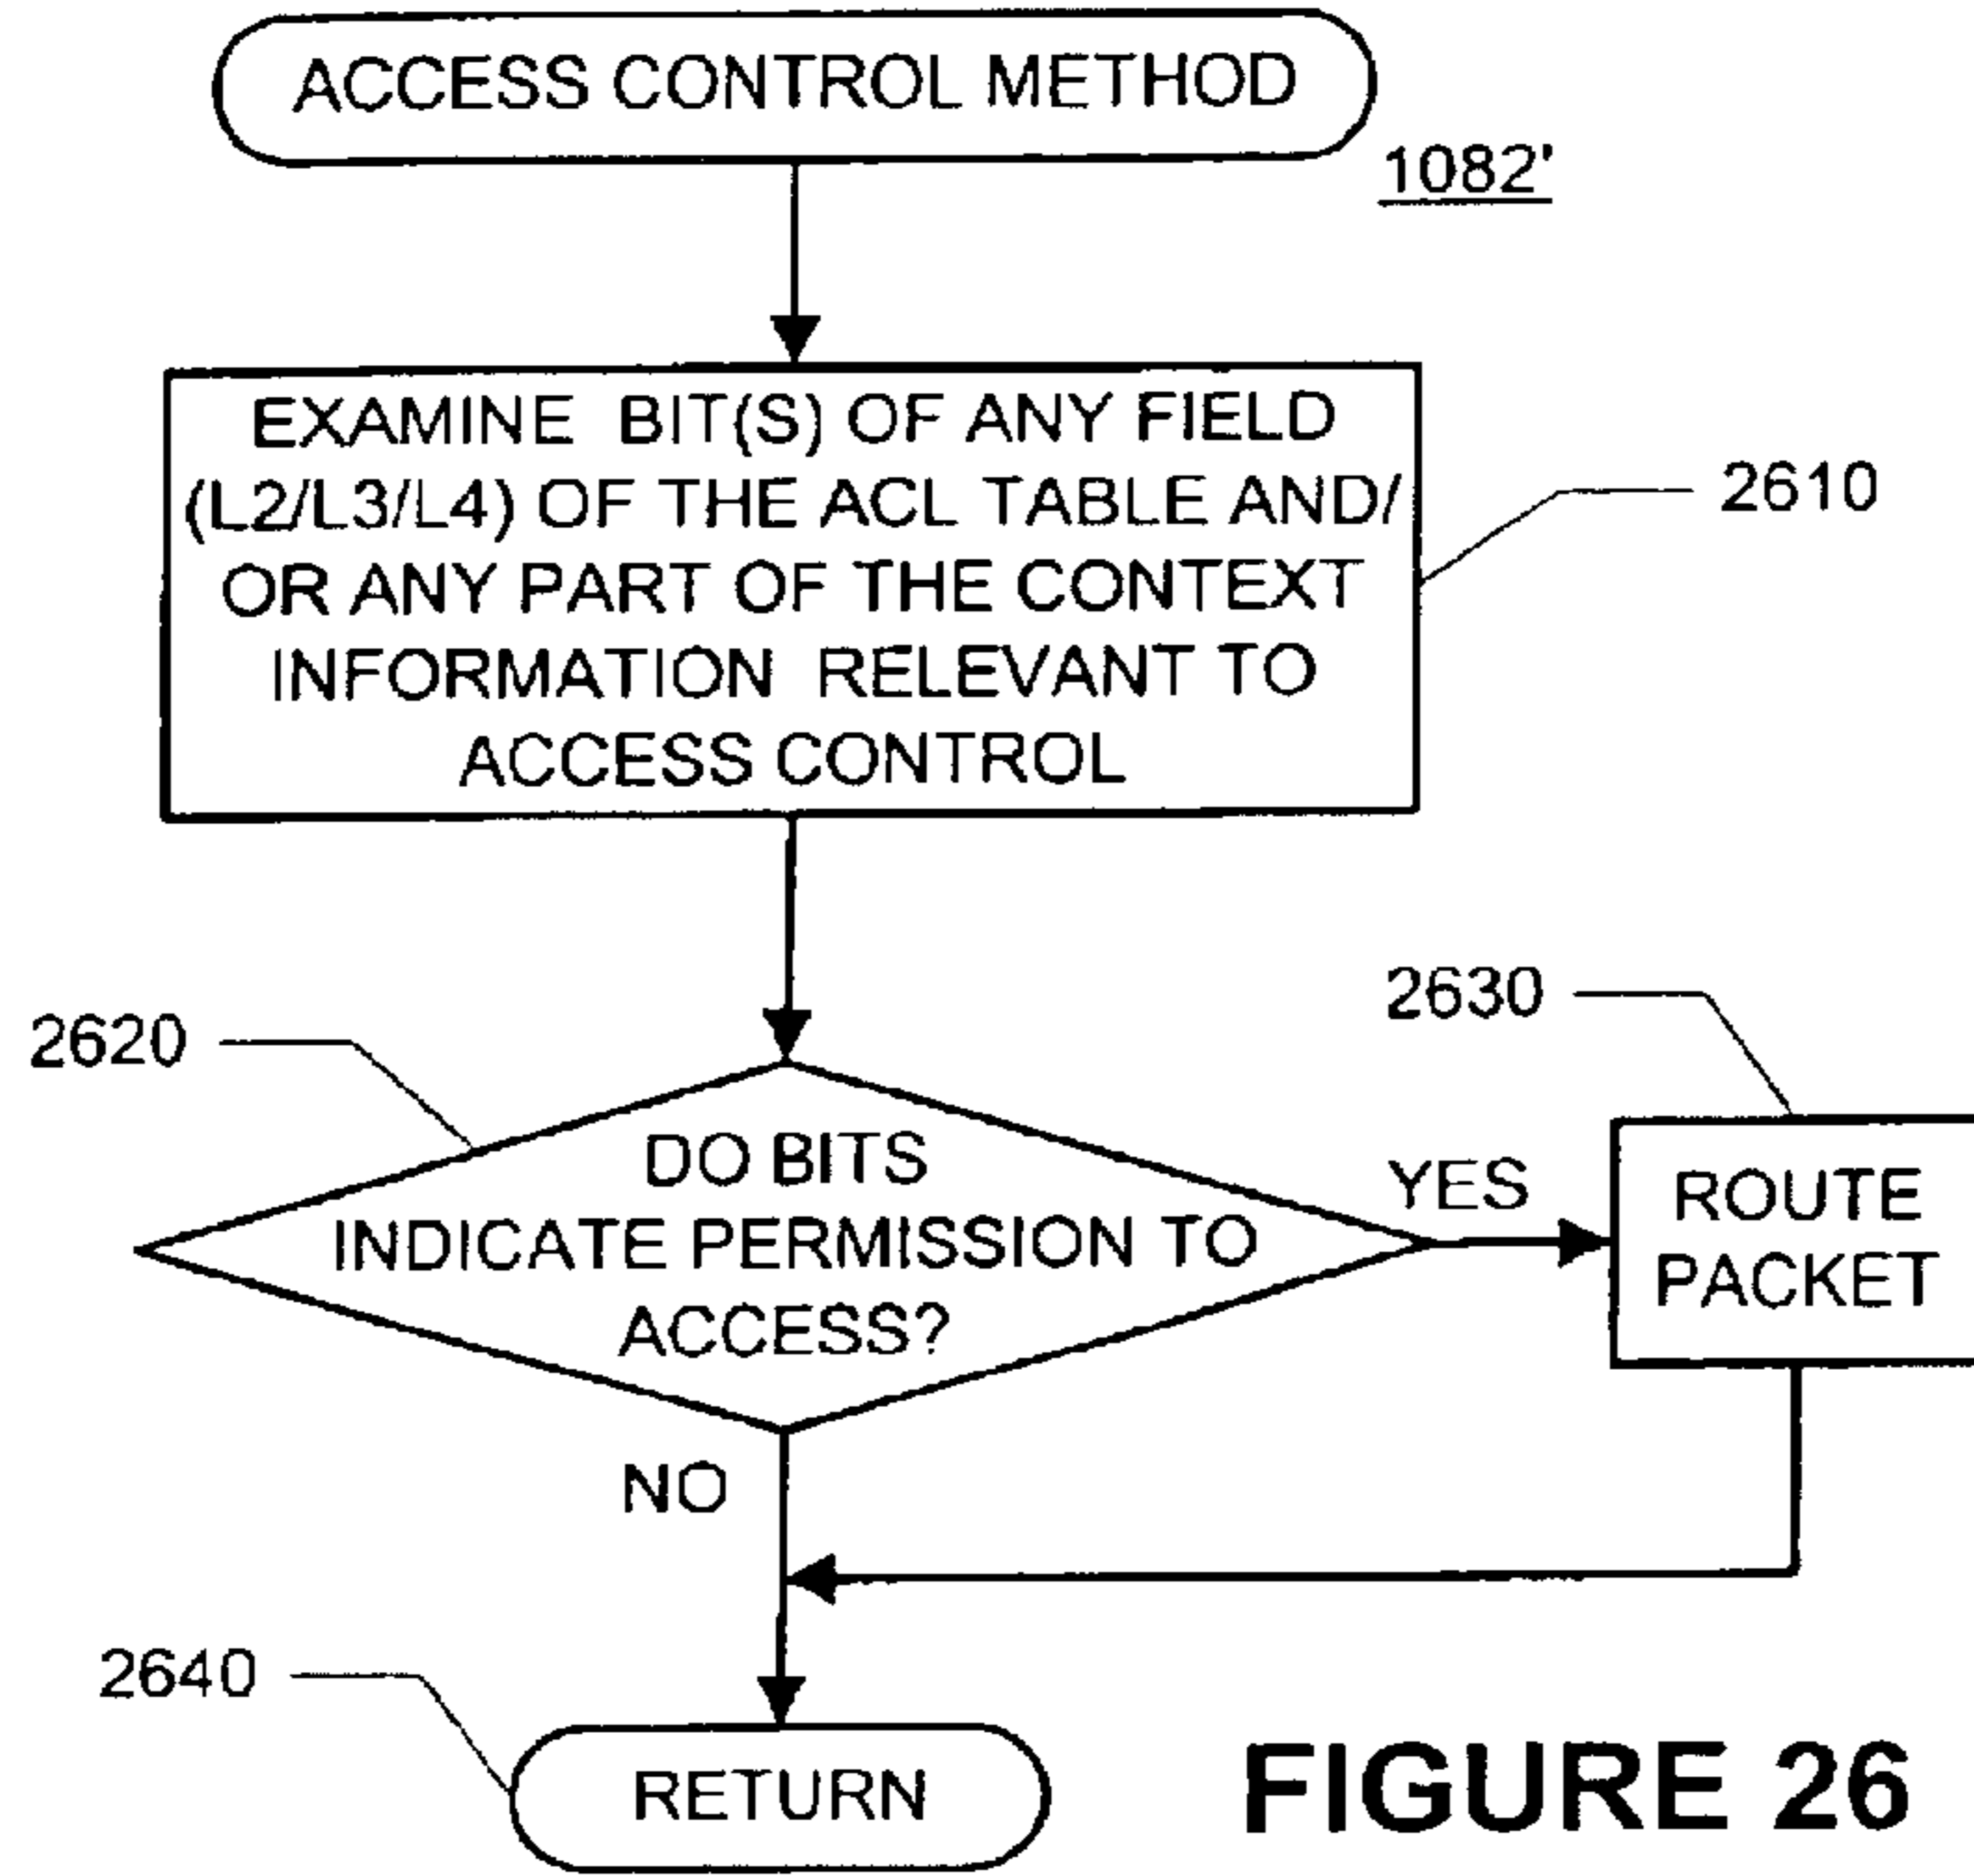 ACCESS CONTROL METHOD
1082'
EXAMINE BIT(S) OF ANY FIELD
(L2/L3/L4) OF THE ACL TABLE AND/
OR ANY PART OF THE CONTEXT
INFORMATION RELEVANT TO
ACCESS CONTROL
2610
2620
DO BITS
INDICATE PERMISSION TO
ACCESS?
YES
2630
ROUTE
PACKET
NO
2640
RETURN
FIGURE 26